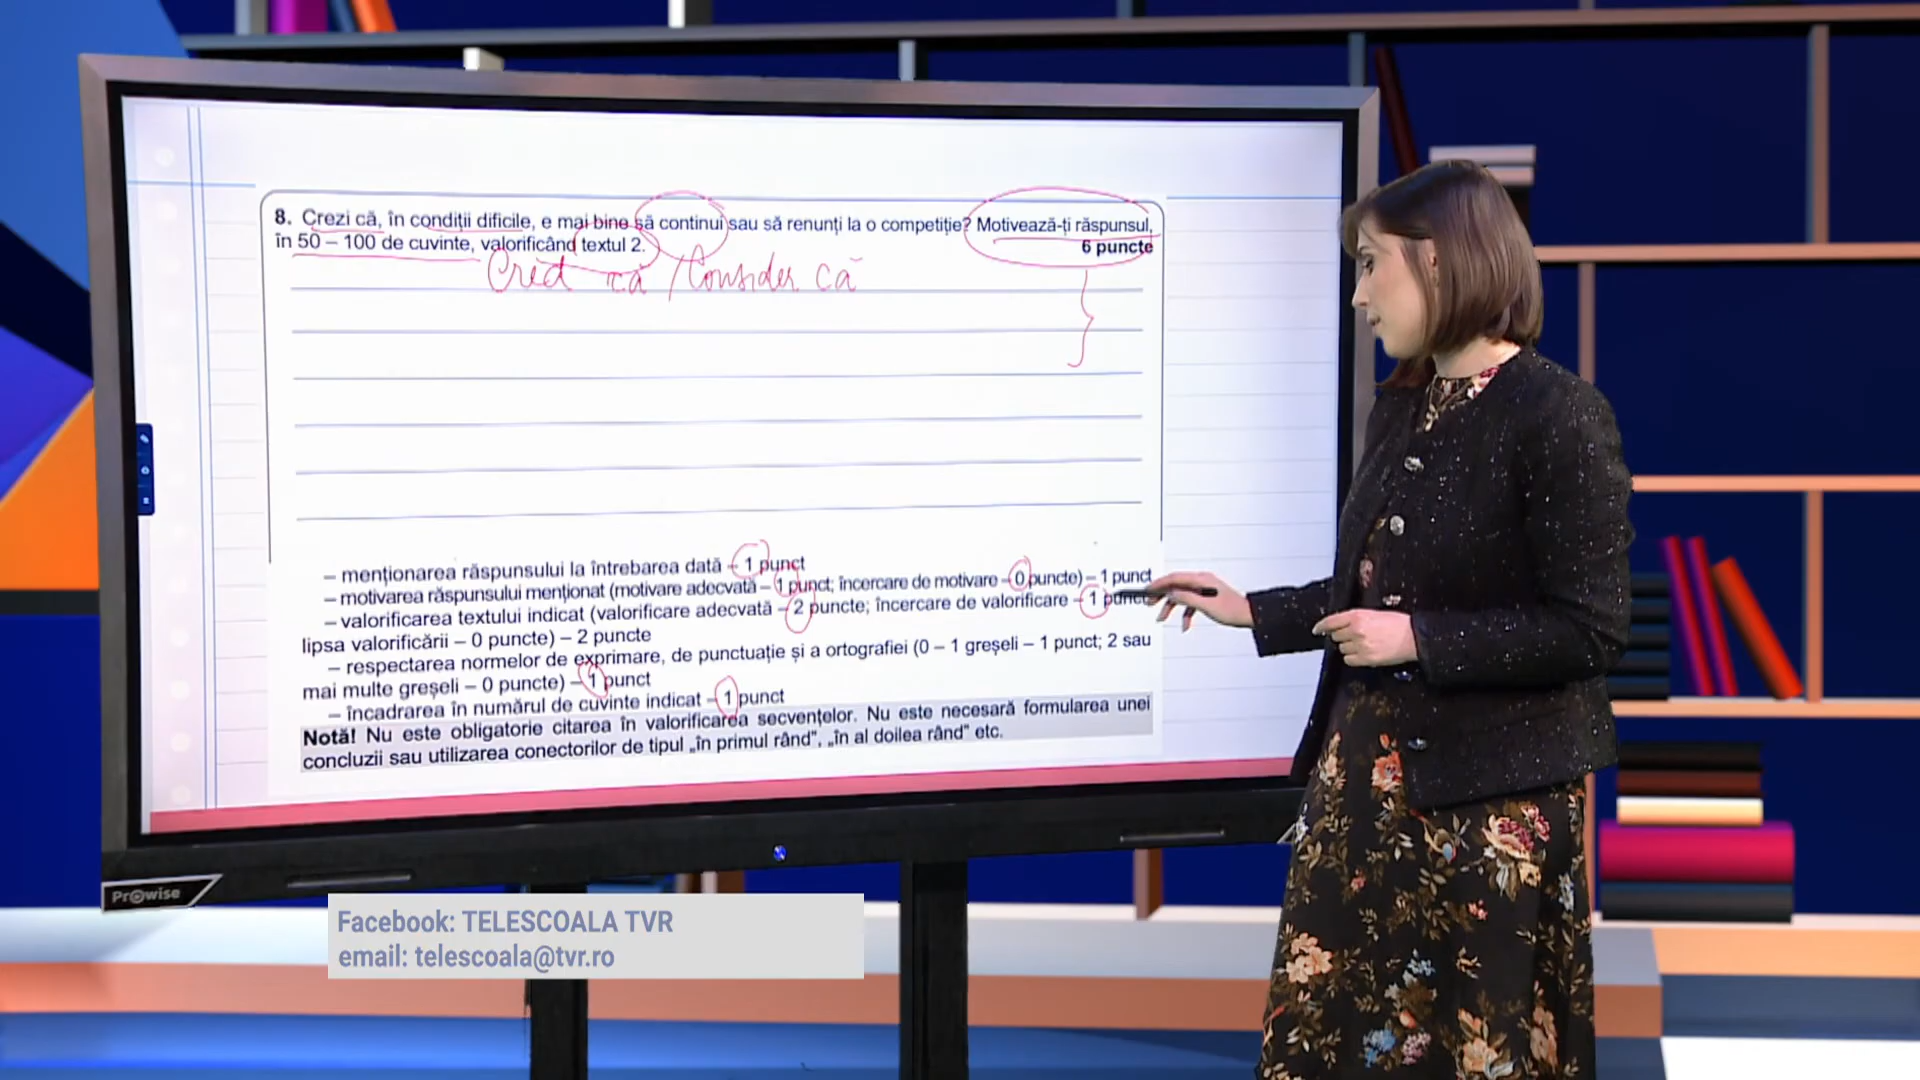 8. Crezi că, în condiții dificile, e mai bine să continui sau să renunți la o competiție? Motivează-ți răspunsul,
în 50 – 100 de cuvinte, valorificând textul 2.
6 puncte
Cred că / Consider că
– menționarea răspunsului la întrebarea dată – 1 punct
– motivarea răspunsului menționat (motivare adecvată – 1 punct; încercare de motivare – 0 puncte) – 1 punct
– valorificarea textului indicat (valorificare adecvată – 2 puncte; încercare de valorificare – 1 punct;
lipsa valorificării – 0 puncte) – 2 puncte
– respectarea normelor de exprimare, de punctuație și a ortografiei (0 – 1 greșeli – 1 punct; 2 sau
mai multe greșeli – 0 puncte) – 1 punct
– încadrarea în numărul de cuvinte indicat – 1 punct
Notă! Nu este obligatorie citarea în valorificarea secvențelor. Nu este necesară formularea unei
concluzii sau utilizarea conectorilor de tipul „în primul rând”, „în al doilea rând” etc.
Prowise
Facebook: TELESCOALA TVR
email: telescoala@tvr.ro